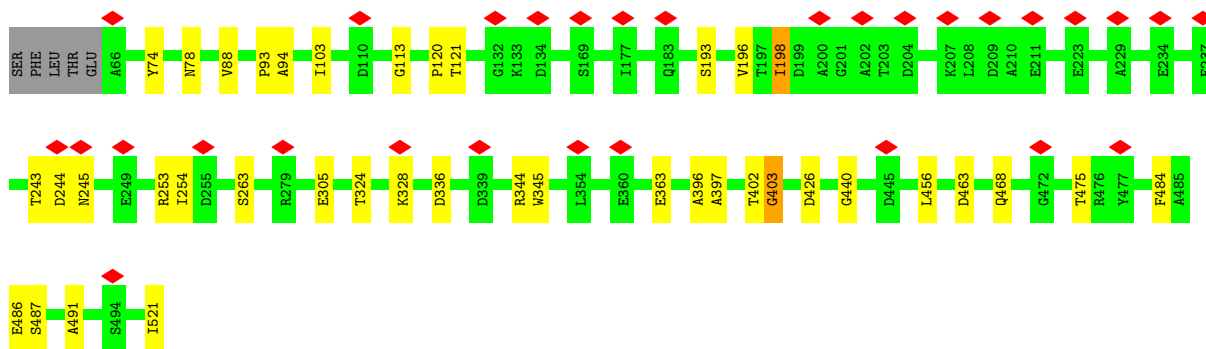 SER PHE LEU THR GLU A66 Y74 N78 V88 P93 A94 I103 D110 G113 P120 T121 G132 K133 D134 S169 I177 Q183 S193 V196 T197 I198 D199 A200 G201 A202 T203 D204 K207 L208 D209 A210 E211 E223 A229 E234
T243 D244 N245 E249 R253 I254 D255 S263 R279 E305 T324 K328 D336 D339 R344 W345 L354 E360 E363 A396 A397 T402 G403 D426 G440 D445 L456 D463 Q468 G472 T475 R476 Y477 F484 A485
E486 S487 A491 S494 I521